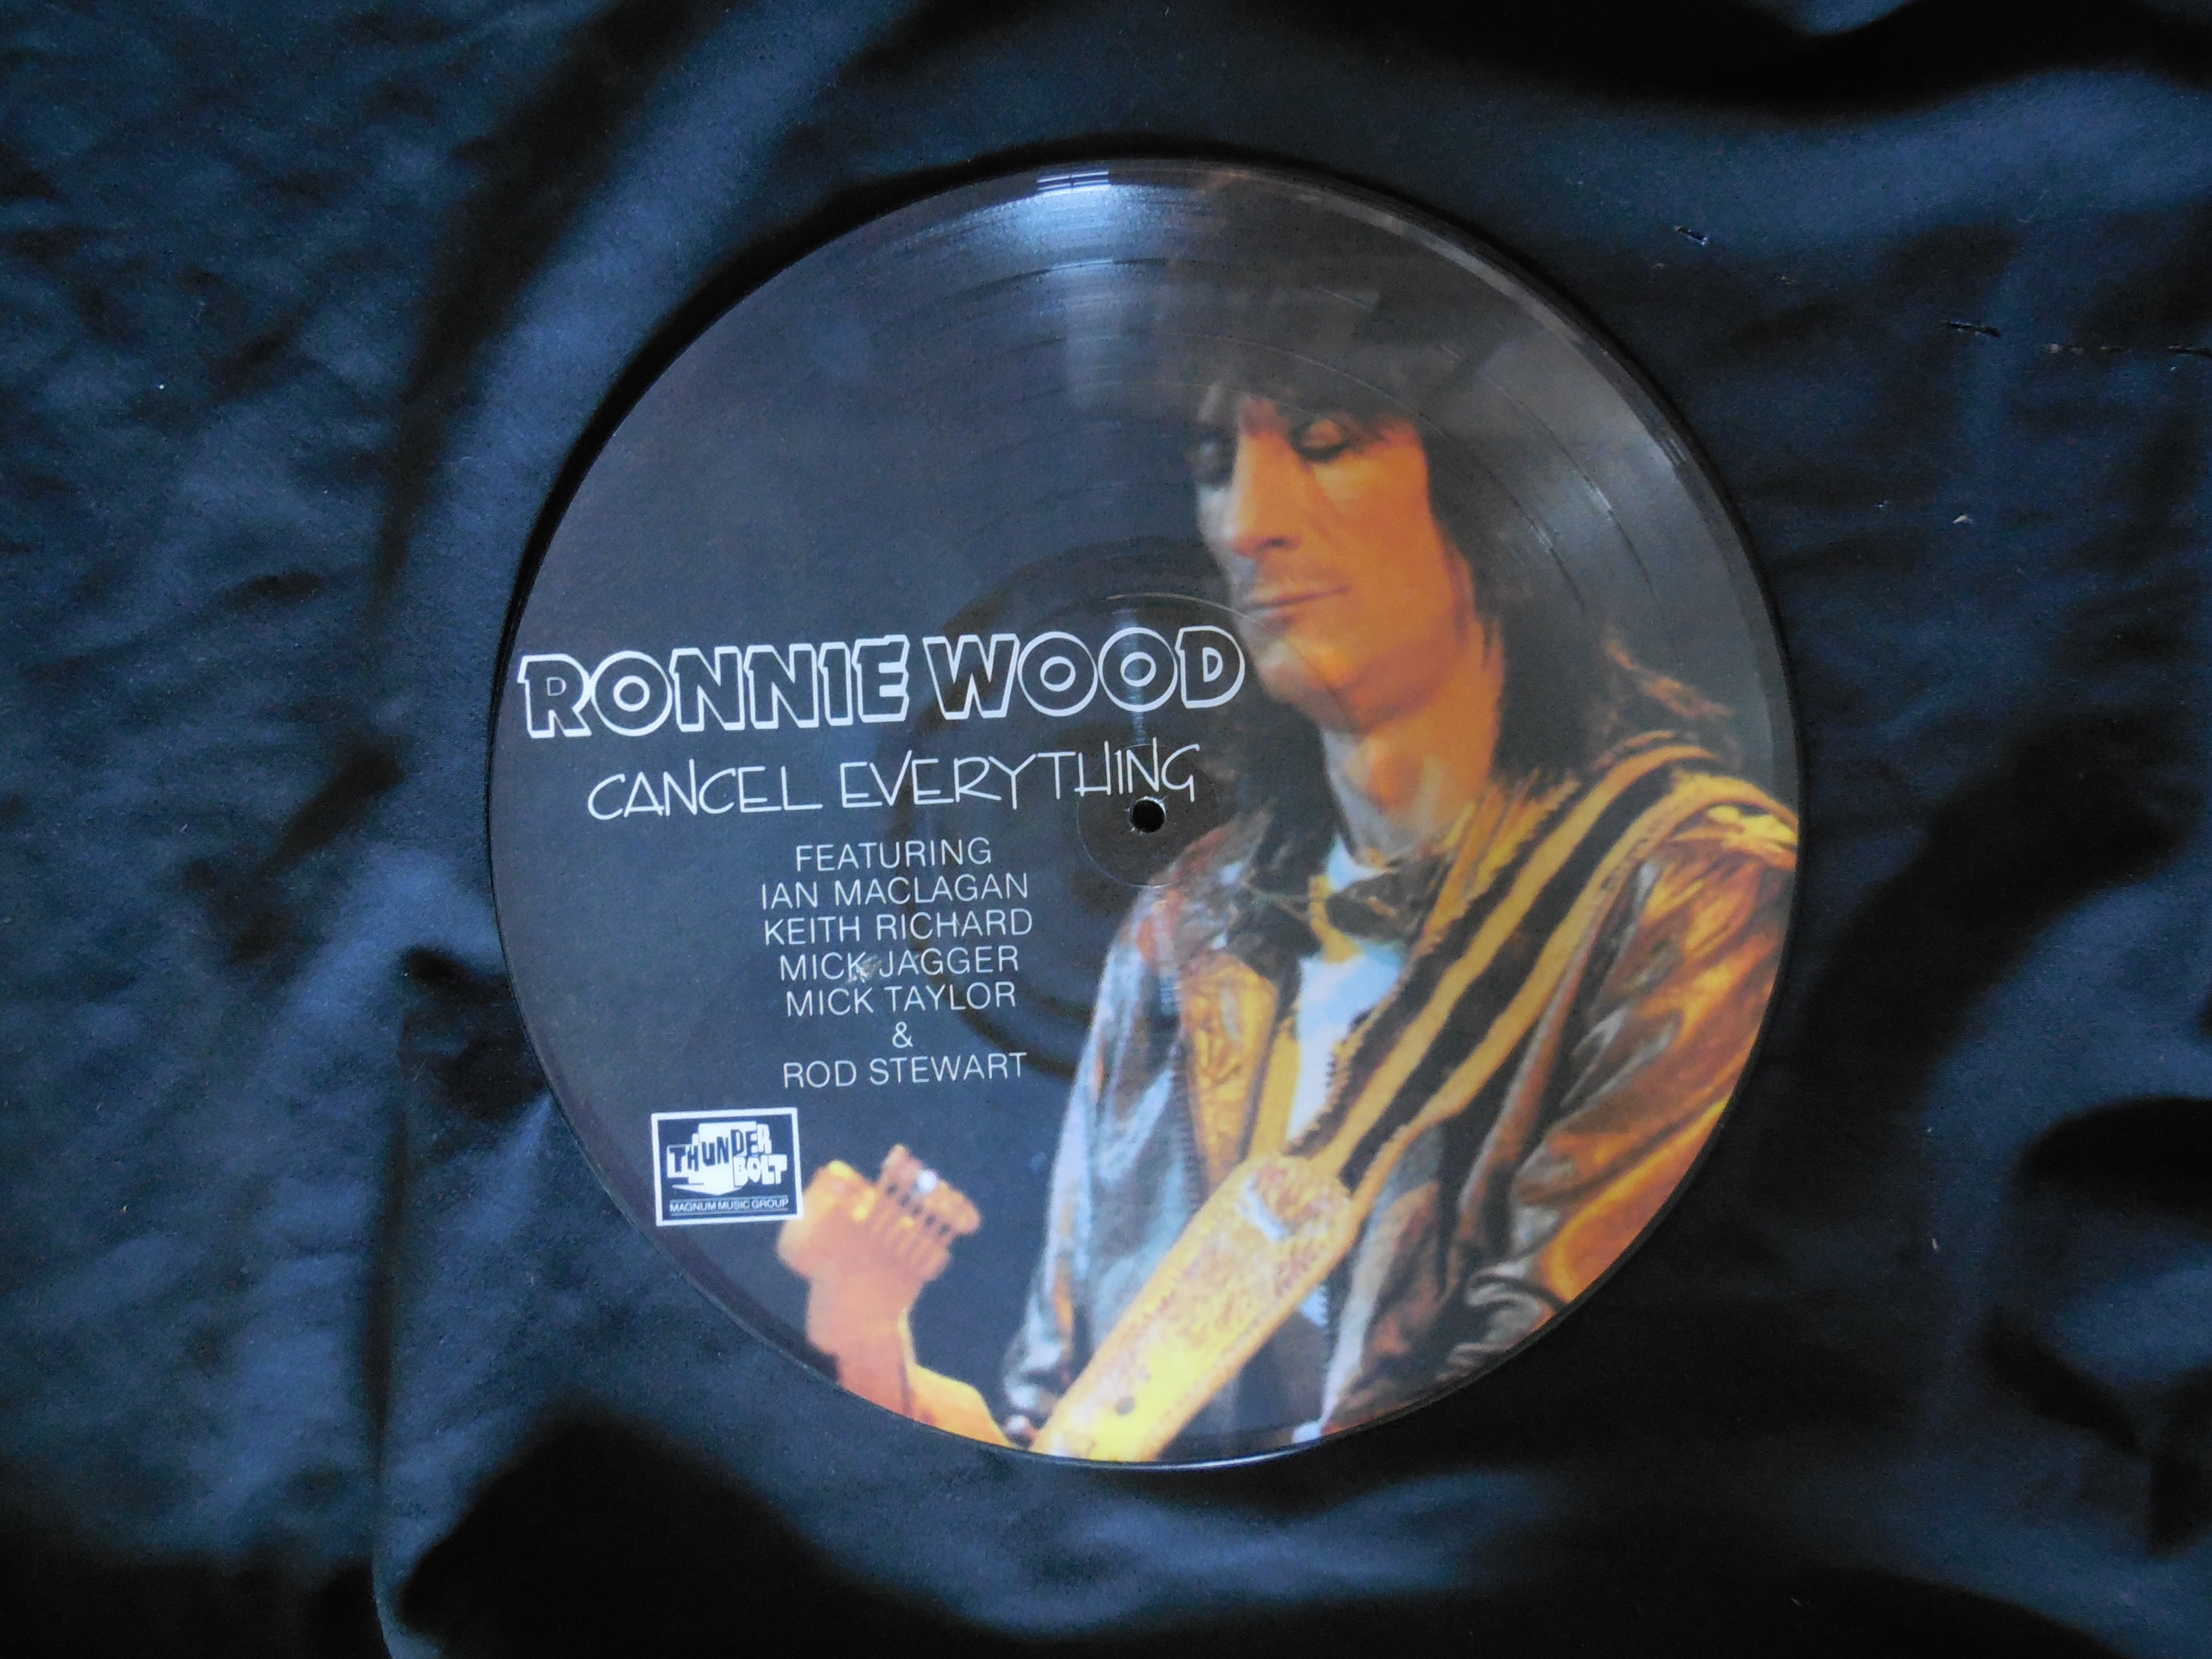 RONNIE WOOD
CANCEL EVERYTHING
FEATURING
IAN MACLAGAN
KEITH RICHARD
MICK JAGGER
MICK TAYLOR
&
ROD STEWART
THUNDER
BOLT
MAGNUM MUSIC GROUP